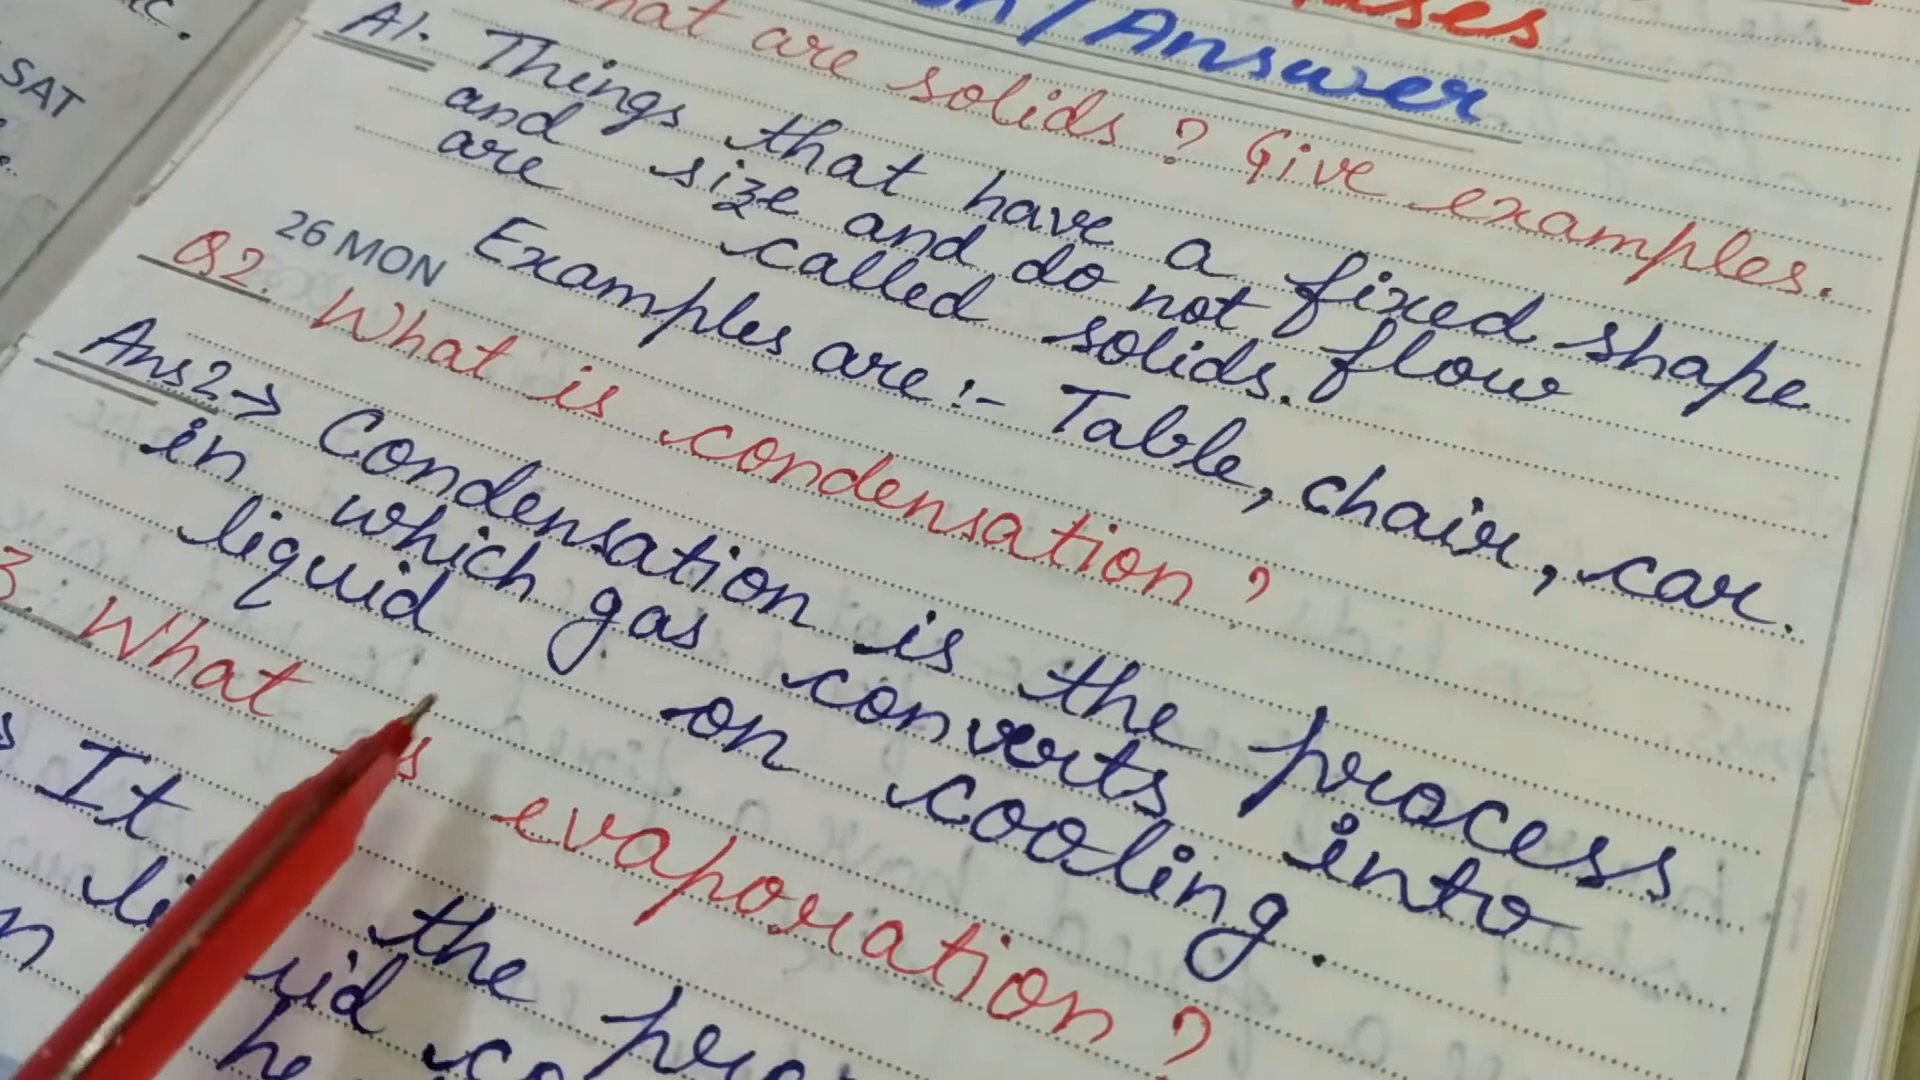 /Answer
what are solids? Give examples.
A1. Things that have a fixed shape
and size and do not flow
are called solids.
Examples are:- Table, chair, car.
SAT
26 MON
Q2. What is condensation?
Ans2→ Condensation is the process
in which gas converts into
liquid on cooling.
3. What is evaporation?
It the